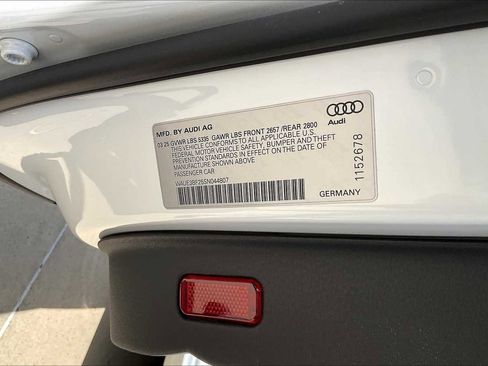 MFD. BY AUDI AG
03 25 GVWR LBS 5335 GAWR LBS FRONT 2657 /REAR 2800
THIS VEHICLE CONFORMS TO ALL APPLICABLE U.S.
FEDERAL MOTOR VEHICLE SAFETY, BUMPER AND THEFT
PREVENTION STANDARDS IN EFFECT ON THE DATE OF
MANUFACTURE SHOWN ABOVE.
PASSENGER CAR
WAUE3BF26SN044807
Audi
1152678
GERMANY